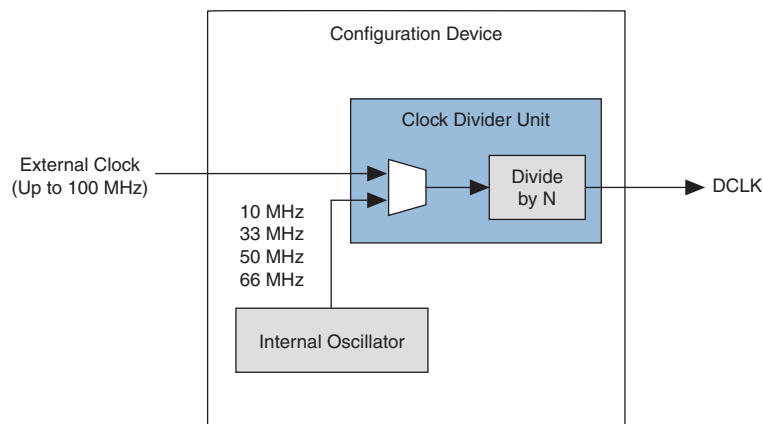 Configuration Device
Clock Divider Unit
External Clock
(Up to 100 MHz)
Divide
by N
DCLK
10 MHz
33 MHz
50 MHz
66 MHz
Internal Oscillator